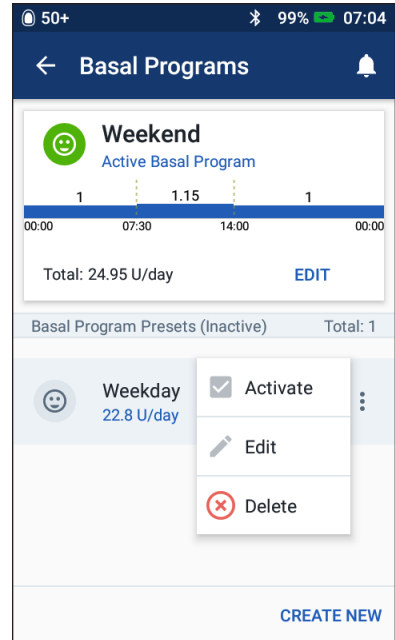 50+ 99% 07:04
Basal Programs
Weekend
Active Basal Program
1 1.15 1
00:00 07:30 14:00 00:00
Total: 24.95 U/day EDIT
Basal Program Presets (Inactive) Total: 1
Weekday
22.8 U/day
Activate
Edit
Delete
CREATE NEW